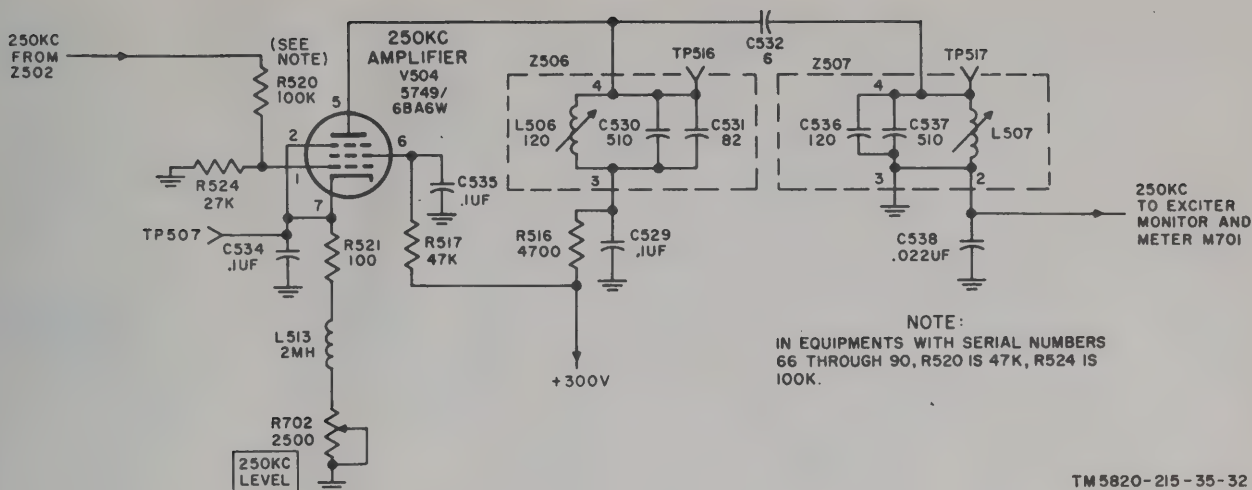 250KC
FROM
Z502
(SEE
NOTE)
R520
100K
250KC
AMPLIFIER
V504
5749/
6BA6W
5
2
6
1
7
R524
27K
TP507
C534
.1UF
R521
100
L513
2MH
R702
2500
250KC
LEVEL
C535
.1UF
R517
47K
Z506
4
TP516
L506
120
C530
510
C531
82
3
R516
4700
C529
.1UF
+300V
C532
6
Z507
4
TP517
C536
120
C537
510
L507
3
2
C538
.022UF
250KC
TO EXCITER
MONITOR AND
METER M701
NOTE:
IN EQUIPMENTS WITH SERIAL NUMBERS
66 THROUGH 90, R520 IS 47K, R524 IS
100K.
TM5820-215-35-32